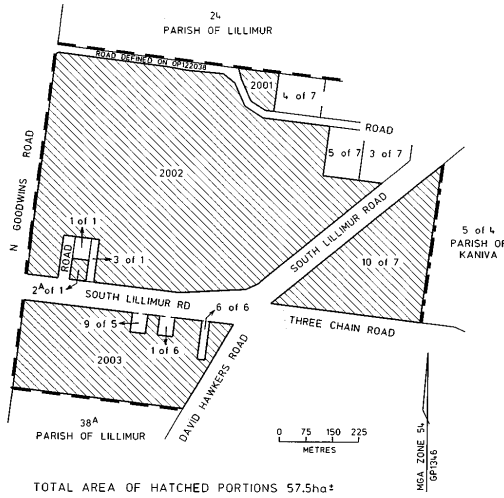 24
PARISH OF LILLIMUR
ROAD DEFINED ON OP122038
2001
4 of 7
ROAD
5 of 7
3 of 7
N GOODWINS ROAD
2002
SOUTH LILLIMUR ROAD
5 of 4
PARISH OF
KANIVA
1 of 1
ROAD
3 of 1
10 of 7
2ᴬof 1
SOUTH LILLIMUR RD
6 of 6
9 of 5
THREE CHAIN ROAD
1 of 6
2003
DAVID HAWKERS ROAD
38ᴬ
PARISH OF LILLIMUR
0 75 150 225
METRES
MGA ZONE 54
GP1346
TOTAL AREA OF HATCHED PORTIONS 57.5ha±